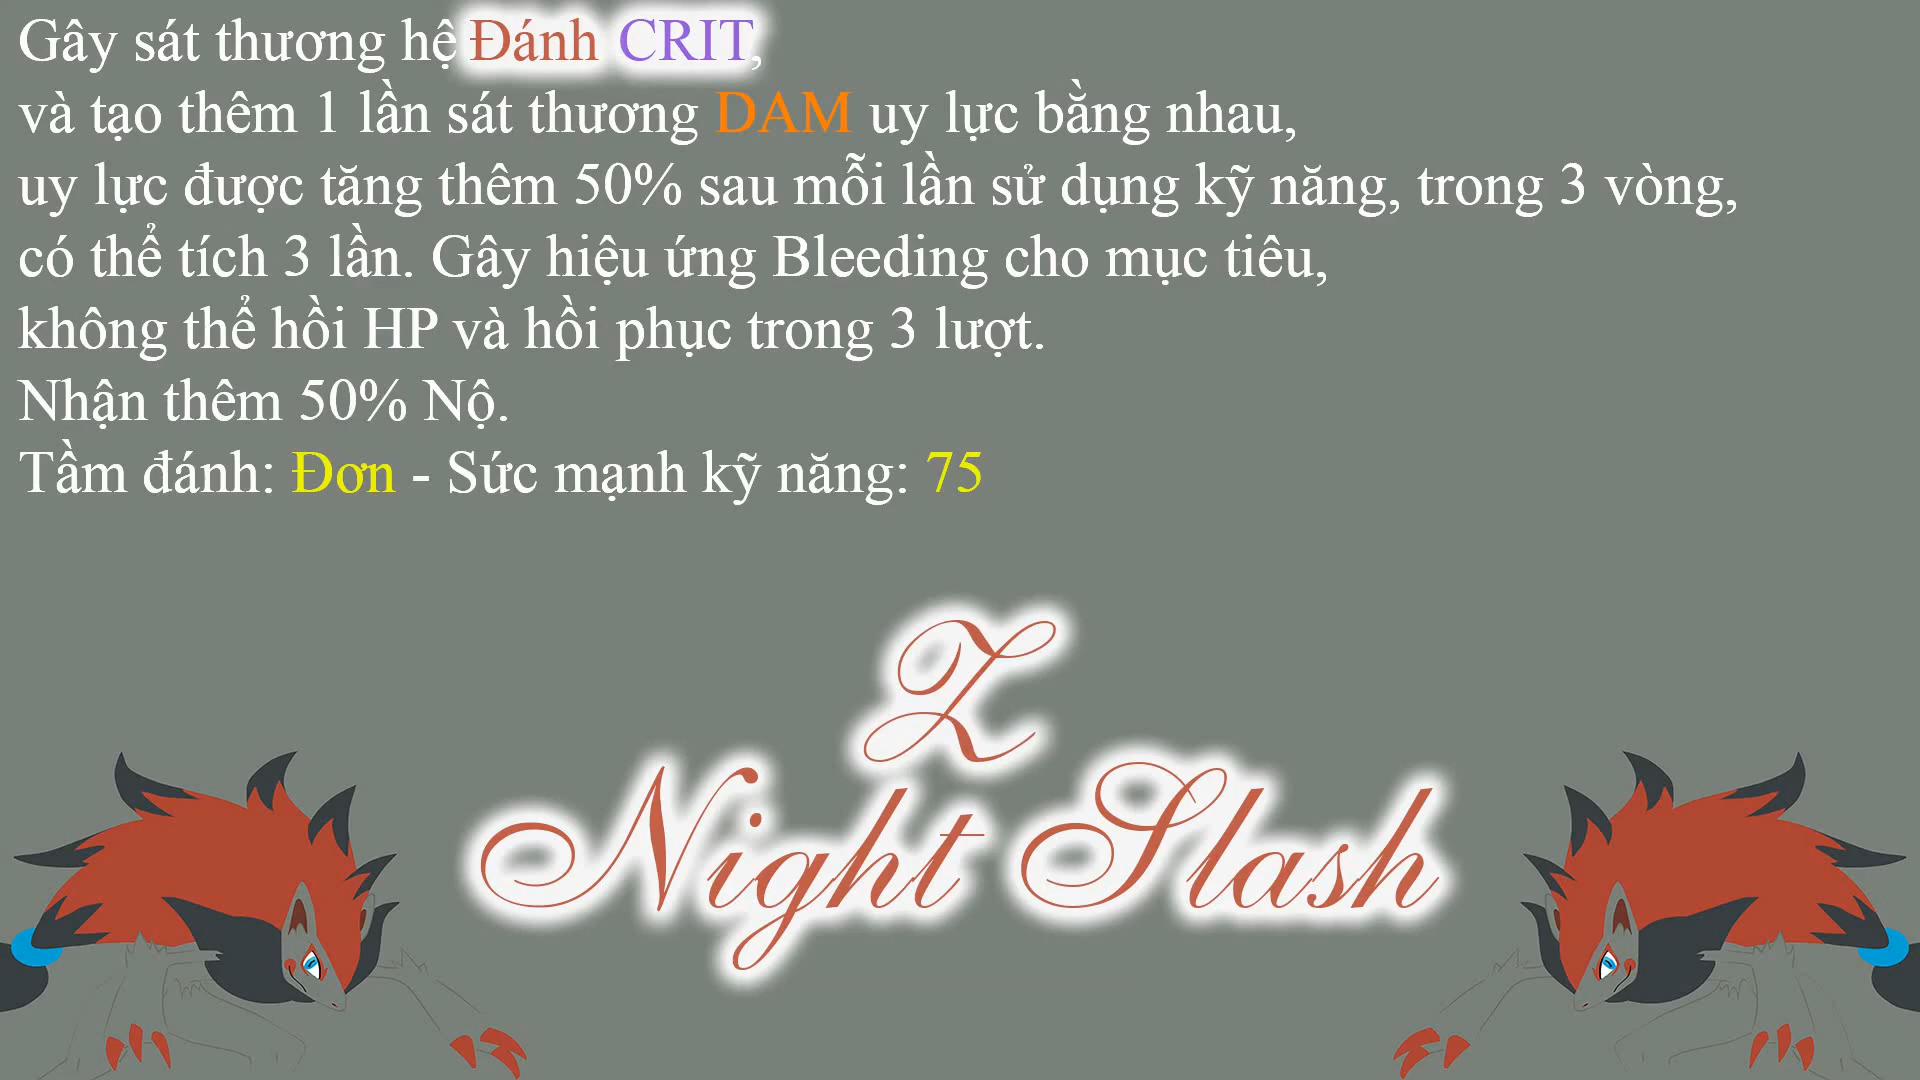 Gây sát thương hệ Đánh CRIT,
và tạo thêm 1 lần sát thương DAM uy lực bằng nhau,
uy lực được tăng thêm 50% sau mỗi lần sử dụng kỹ năng, trong 3 vòng,
có thể tích 3 lần. Gây hiệu ứng Bleeding cho mục tiêu,
không thể hồi HP và hồi phục trong 3 lượt.
Nhận thêm 50% Nộ.
Tầm đánh: Đơn - Sức mạnh kỹ năng: 75
Z
Night Slash